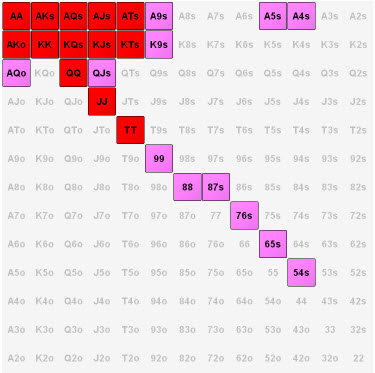 AA AKs AQs AJs ATs A9s A8s A7s A6s A5s A4s A3s A2s
AKo KK KQs KJs KTs K9s K8s K7s K6s K5s K4s K3s K2s
AQo KQo QQ QJs QTs Q9s Q8s Q7s Q6s Q5s Q4s Q3s Q2s
AJo KJo QJo JJ JTs J9s J8s J7s J6s J5s J4s J3s J2s
ATo KTo QTo JTo TT T9s T8s T7s T6s T5s T4s T3s T2s
A9o K9o Q9o J9o T9o 99 98s 97s 96s 95s 94s 93s 92s
A8o K8o Q8o J8o T8o 98o 88 87s 86s 85s 84s 83s 82s
A7o K7o Q7o J7o T7o 97o 87o 77 76s 75s 74s 73s 72s
A6o K6o Q6o J6o T6o 96o 86o 76o 66 65s 64s 63s 62s
A5o K5o Q5o J5o T5o 95o 85o 75o 65o 55 54s 53s 52s
A4o K4o Q4o J4o T4o 94o 84o 74o 64o 54o 44 43s 42s
A3o K3o Q3o J3o T3o 93o 83o 73o 63o 53o 43o 33 32s
A2o K2o Q2o J2o T2o 92o 82o 72o 62o 52o 42o 32o 22